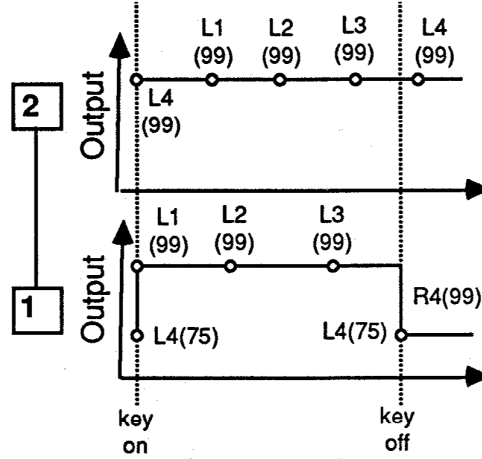 L1 L2 L3 L4
(99) (99) (99) (99)
2
Output
L4
(99)
L1 L2 L3
(99) (99) (99)
1
Output
L4(75)
L4(75)
R4(99)
key
on
key
off